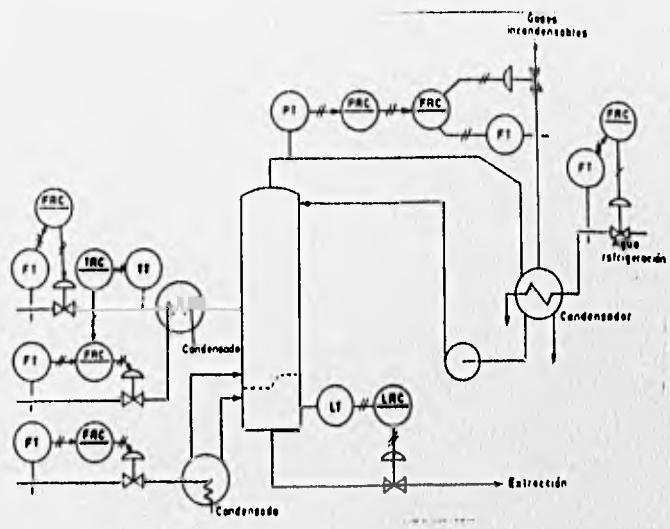 Gases
incondensables
PT
PRC
FRC
FRC
FT
FT
FRC
Agua
refrigeración
FT
TRC
TT
Condensado
Condensador
FT
FRC
LT
LRC
FT
FRC
Extracción
Condensado